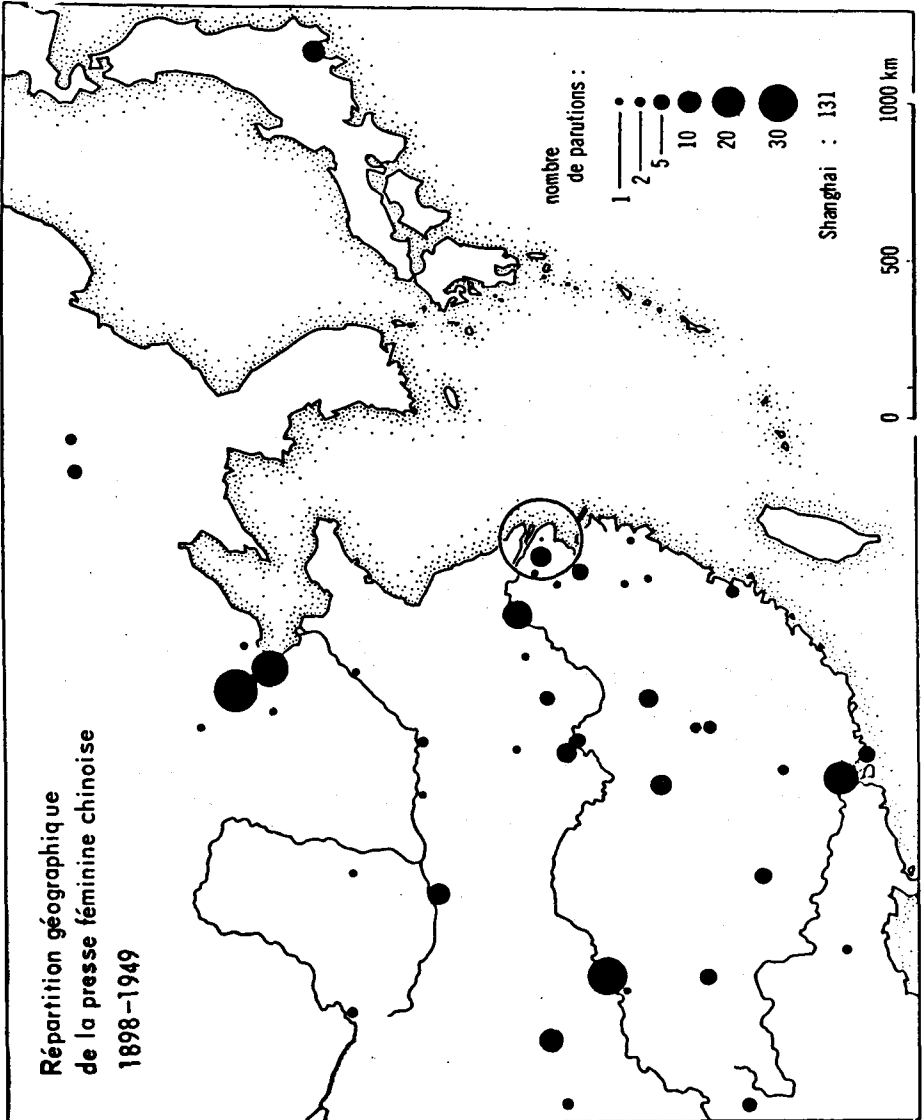 Répartition géographique
de la presse féminine chinoise
1898–1949
nombre
de parutions :
1
2
5
10
20
30
Shanghai : 131
0 500 1000 km